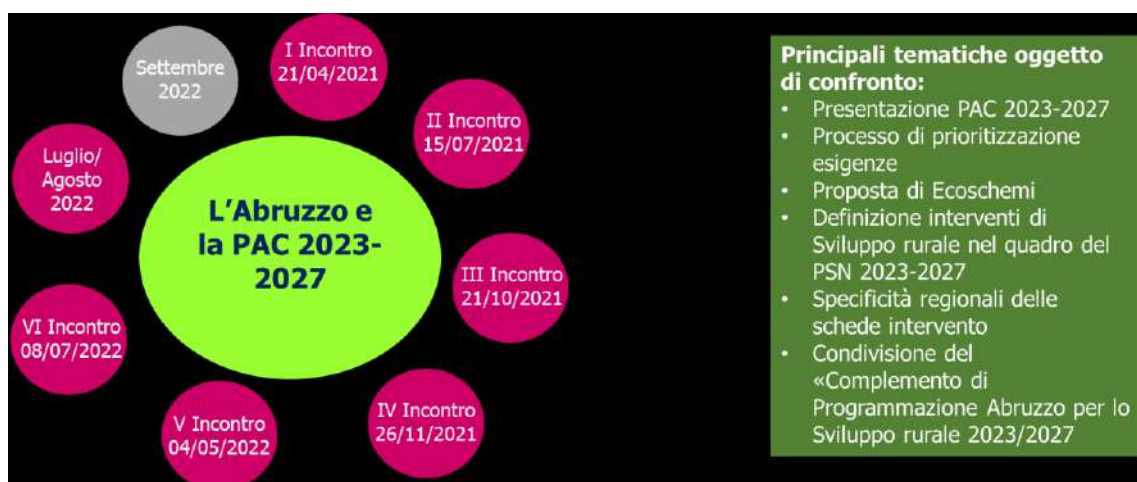 Settembre
2022
I Incontro
21/04/2021
II Incontro
15/07/2021
III Incontro
21/10/2021
IV Incontro
26/11/2021
V Incontro
04/05/2022
VI Incontro
08/07/2022
Luglio/
Agosto
2022
L'Abruzzo e
la PAC 2023-
2027
Principali tematiche oggetto
di confronto:
• Presentazione PAC 2023-2027
• Processo di prioritizzazione
esigenze
• Proposta di Ecoschemi
• Definizione interventi di
Sviluppo rurale nel quadro del
PSN 2023-2027
• Specificità regionali delle
schede intervento
• Condivisione del
«Complemento di
Programmazione Abruzzo per lo
Sviluppo rurale 2023/2027